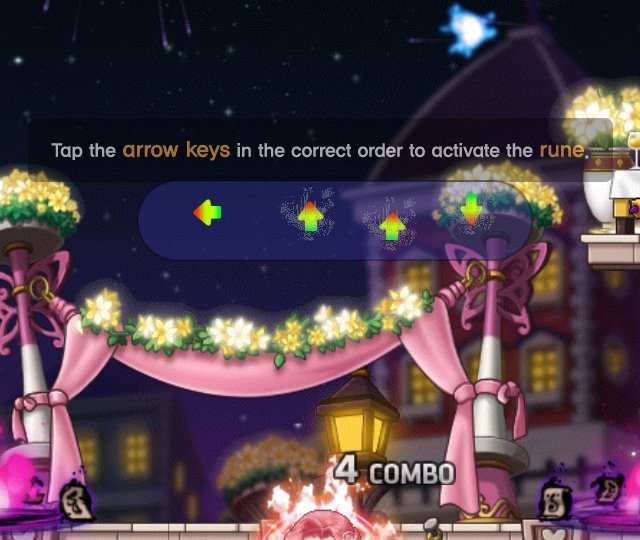 Tap the arrow keys in the correct order to activate the rune.
4 COMBO